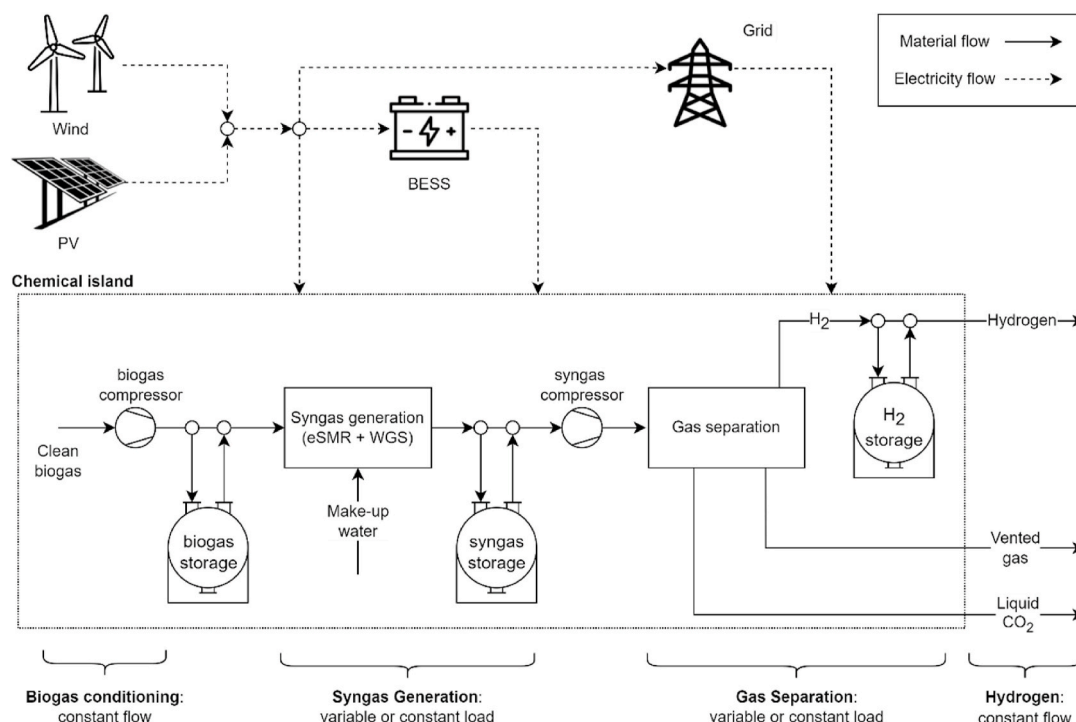 Grid
Material flow
Electricity flow
Wind
BESS
PV
Chemical island
H2
Hydrogen
biogas
compressor
syngas
compressor
Syngas generation
(eSMR + WGS)
Gas separation
H2
storage
Clean
biogas
Make-up
water
biogas
storage
syngas
storage
Vented
gas
Liquid
CO2
Biogas conditioning:
constant flow
Syngas Generation:
variable or constant load
Gas Separation:
variable or constant load
Hydrogen:
constant flow